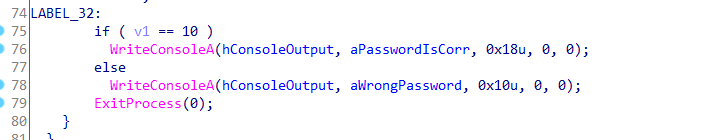 74 LABEL_32:
75 if ( v1 == 10 )
76 WriteConsoleA(hConsoleOutput, aPasswordIsCorr, 0x18u, 0, 0);
77 else
78 WriteConsoleA(hConsoleOutput, aWrongPassword, 0x10u, 0, 0);
79 ExitProcess(0);
80 }
81 }